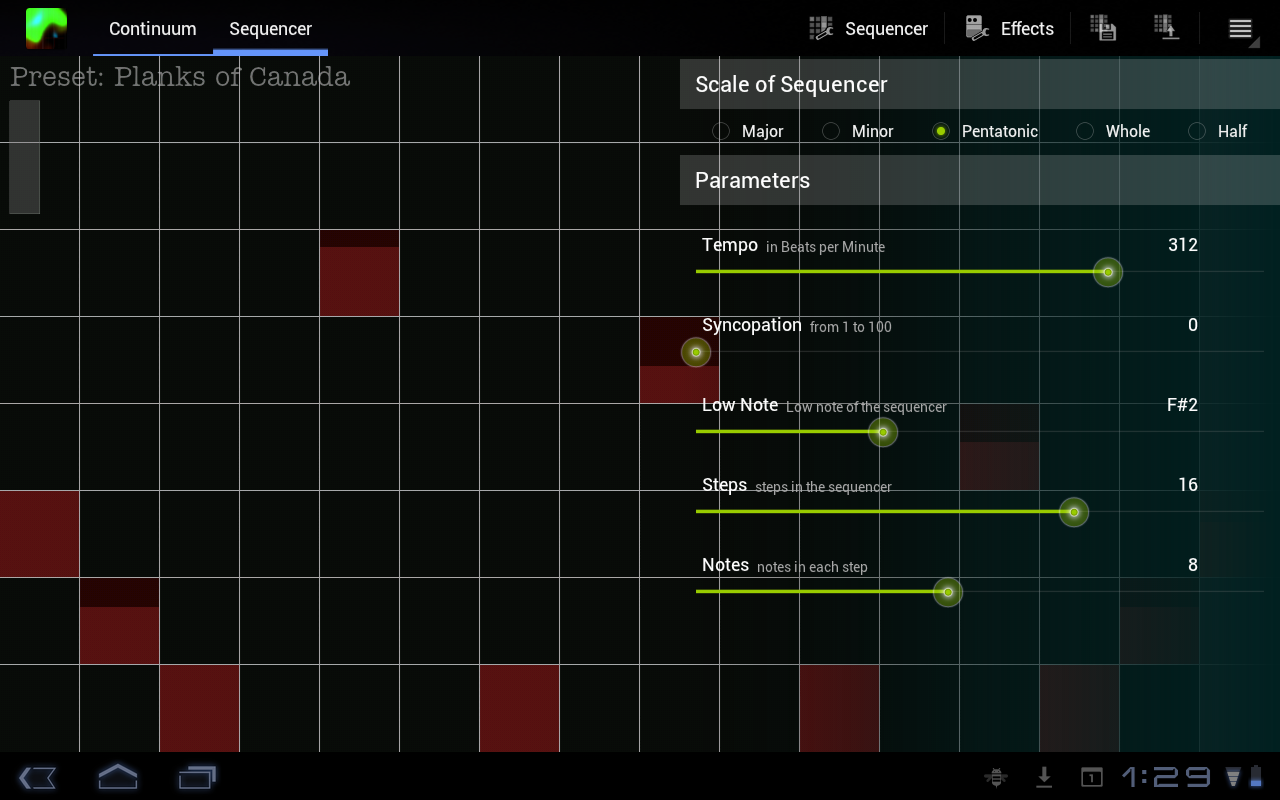 Continuum Sequencer Sequencer Effects
Preset: Planks of Canada
Scale of Sequencer
Major Minor Pentatonic Whole Half
Parameters
Tempo in Beats per Minute 312
Syncopation from 1 to 100 0
Low Note Low note of the sequencer F#2
Steps steps in the sequencer 16
Notes notes in each step 8
1 1:29